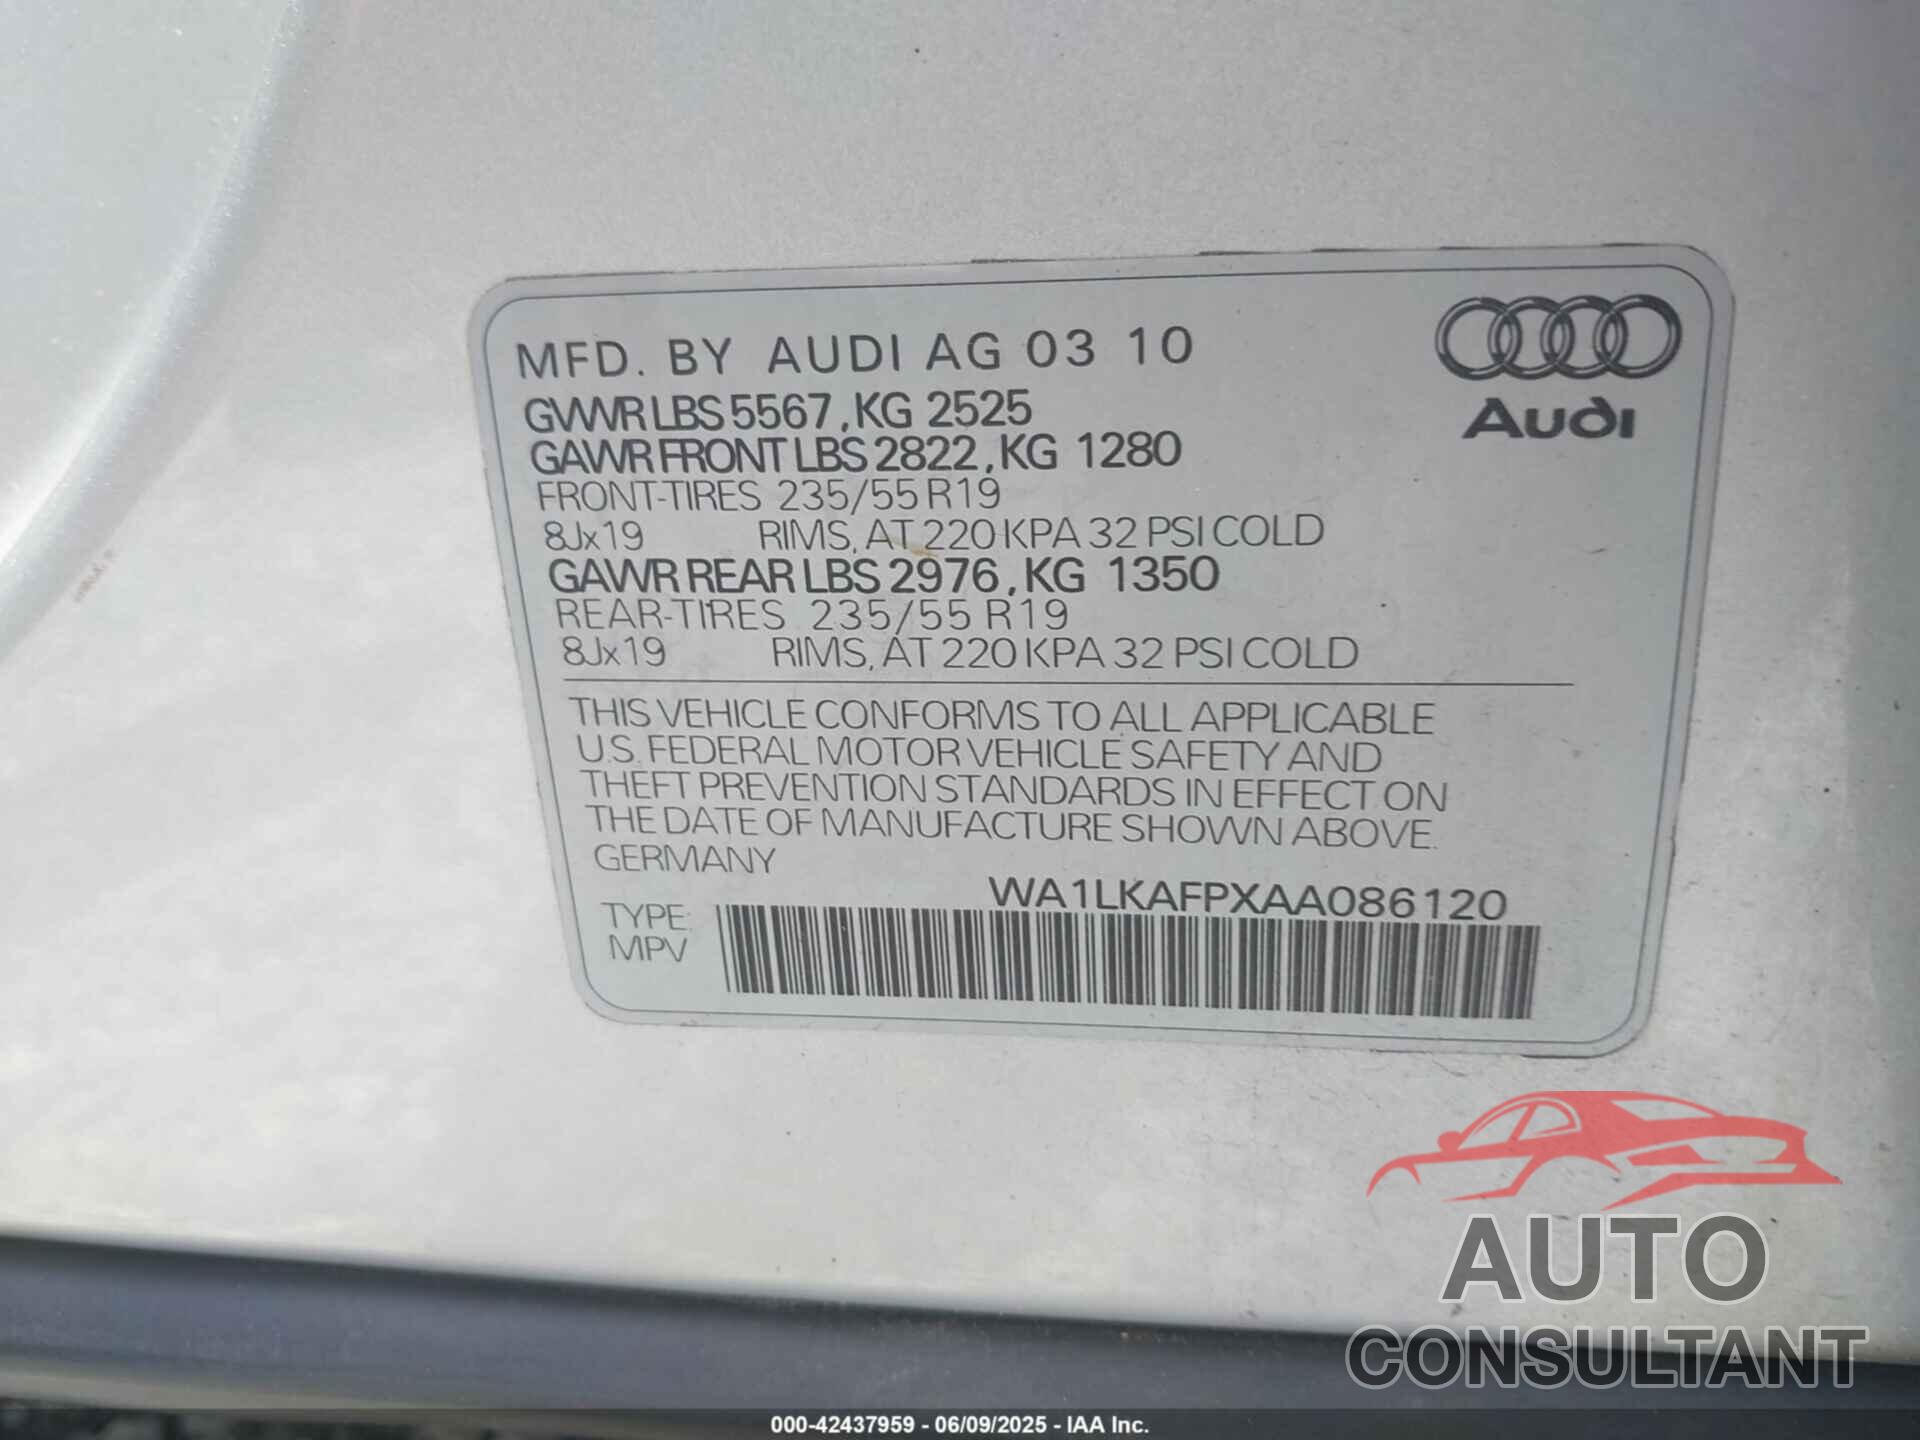 MFD. BY AUDI AG 03 10
GVWR LBS 5567, KG 2525
GAWR FRONT LBS 2822, KG 1280
FRONT-TIRES 235/55 R19
8Jx19 RIMS, AT 220 KPA 32 PSI COLD
GAWR REAR LBS 2976, KG 1350
REAR-TIRES 235/55 R19
8Jx19 RIMS, AT 220 KPA 32 PSI COLD
Audi
THIS VEHICLE CONFORMS TO ALL APPLICABLE
U.S. FEDERAL MOTOR VEHICLE SAFETY AND
THEFT PREVENTION STANDARDS IN EFFECT ON
THE DATE OF MANUFACTURE SHOWN ABOVE.
GERMANY
WA1LKAFPXAA086120
TYPE:
MPV
AUTO
CONSULTANT
000-42437959 - 06/09/2025 - IAA Inc.